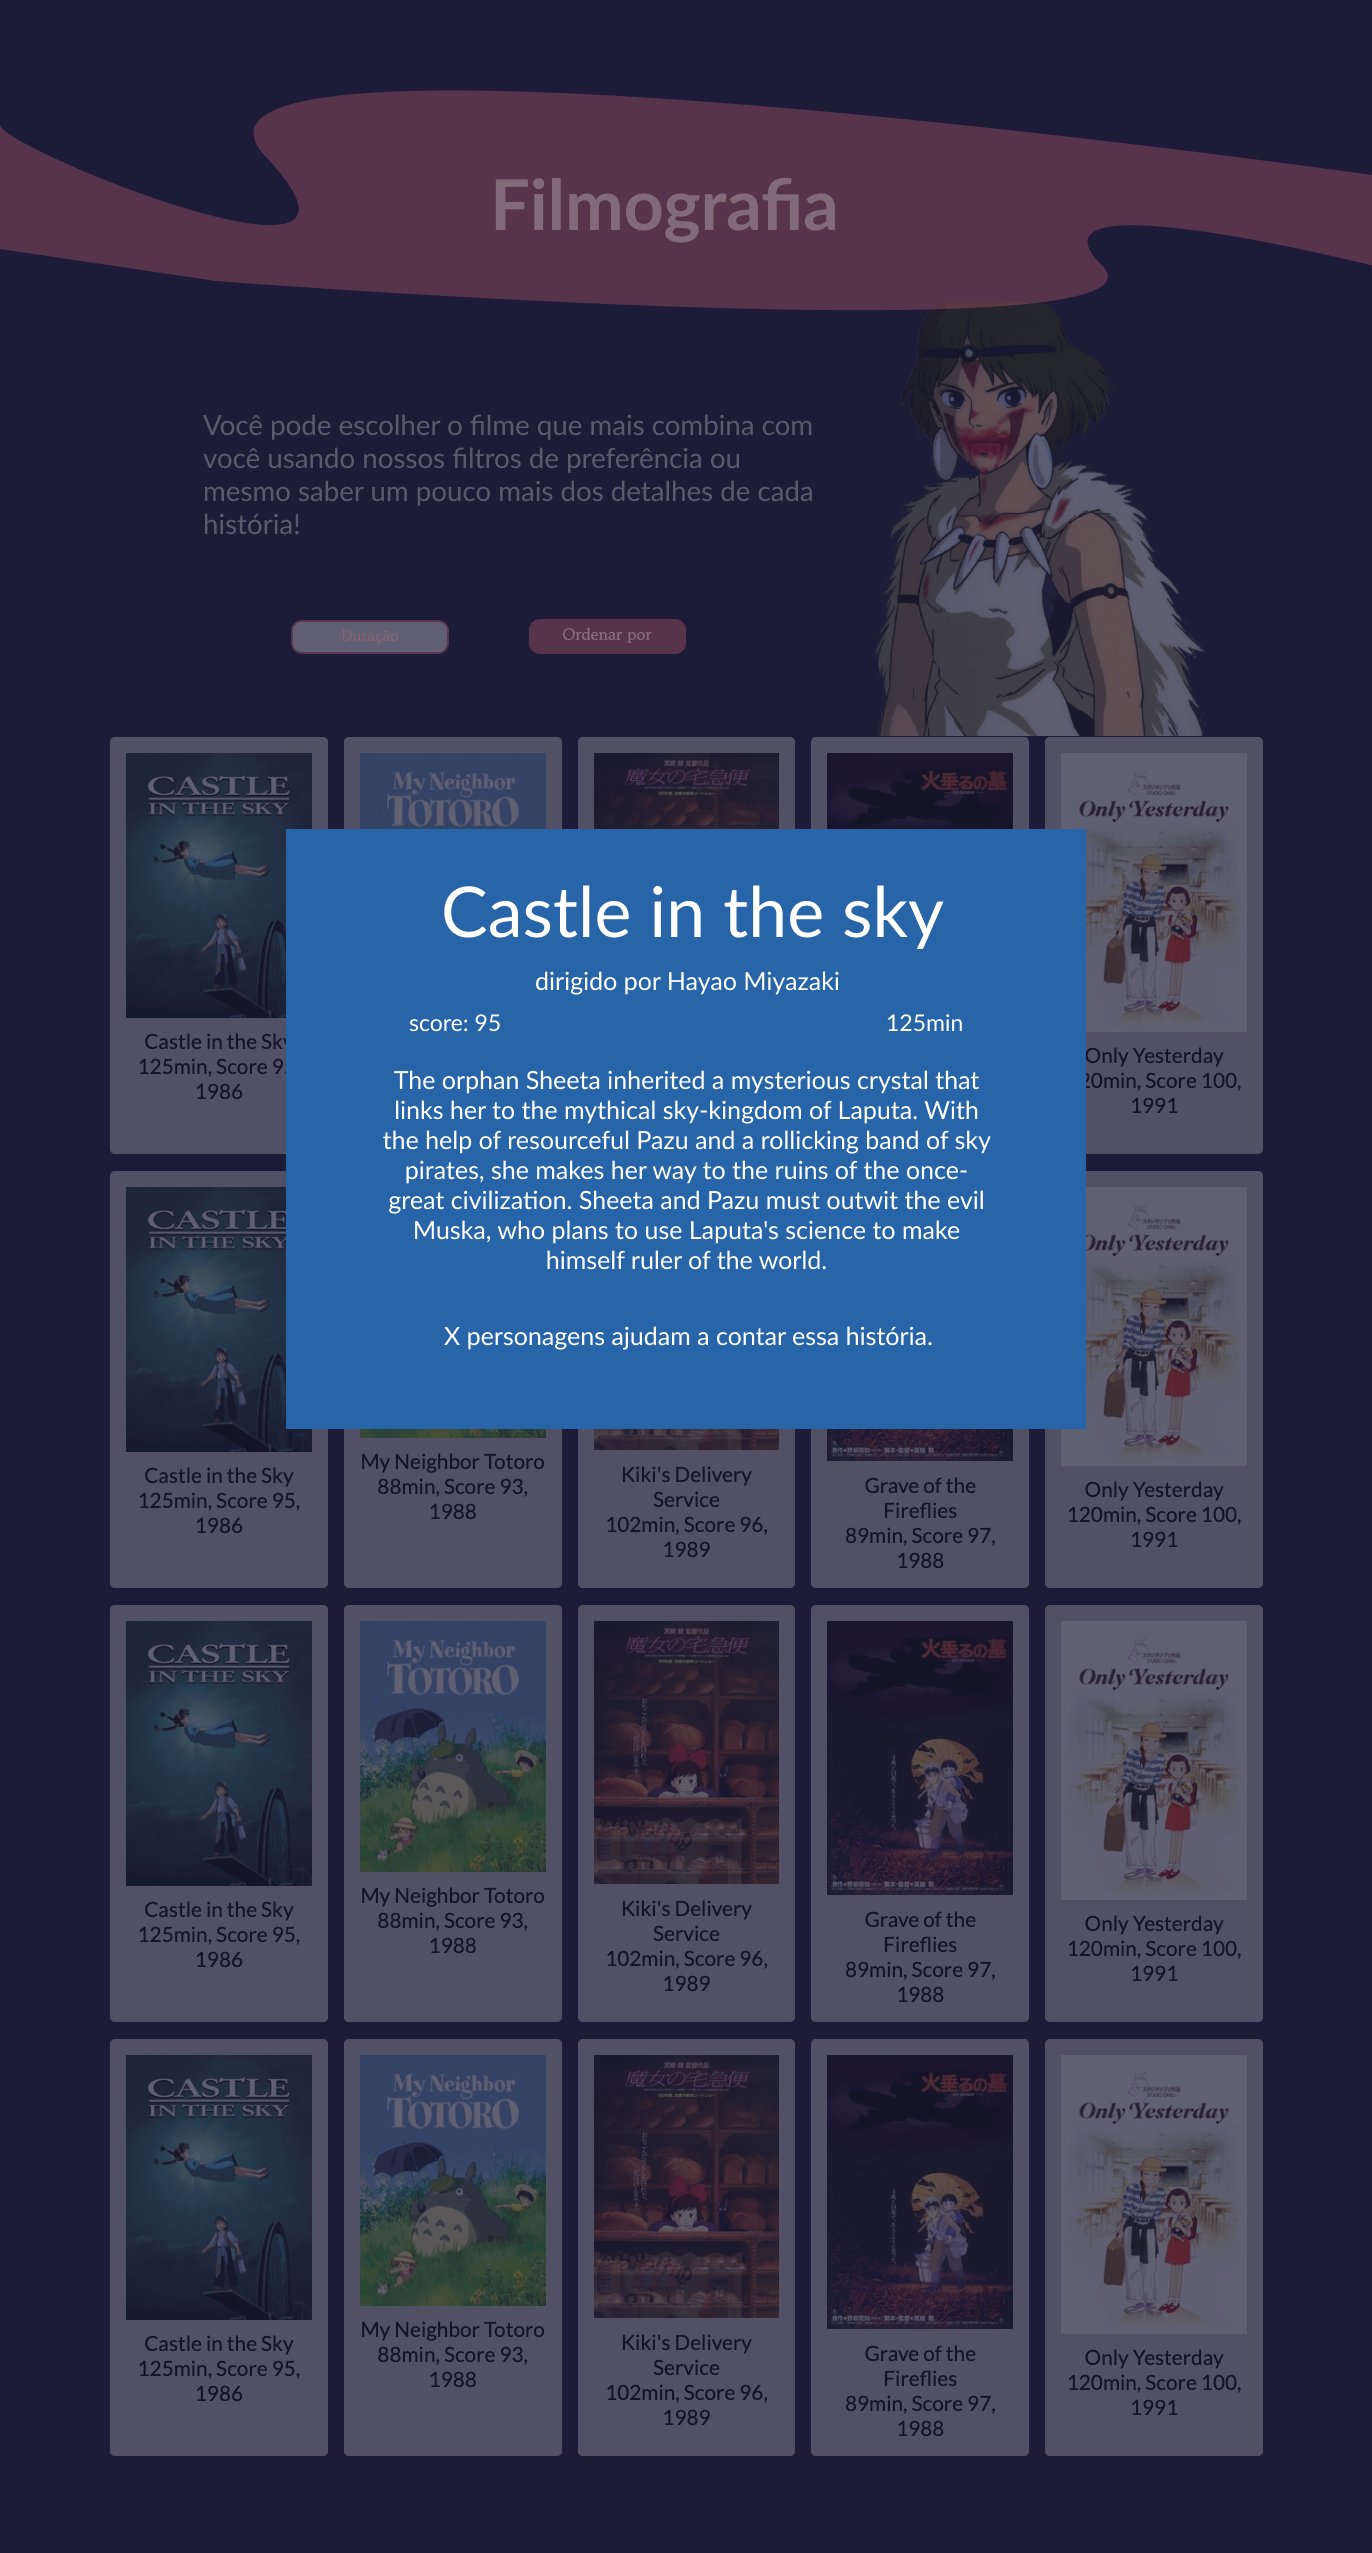 Filmografia
Você pode escolher o filme que mais combina com
você usando nossos filtros de preferência ou
mesmo saber um pouco mais dos detalhes de cada
história!
Duração
Ordenar por
CASTLE
IN THE SKY
My Neighbor
TOTORO
魔女の宅急便
火垂るの墓
Only Yesterday
Castle in the Sky
125min, Score 95,
1986
Only Yesterday
120min, Score 100,
1991
Castle in the sky
dirigido por Hayao Miyazaki
score: 95
125min
The orphan Sheeta inherited a mysterious crystal that
links her to the mythical sky-kingdom of Laputa. With
the help of resourceful Pazu and a rollicking band of sky
pirates, she makes her way to the ruins of the once-
great civilization. Sheeta and Pazu must outwit the evil
Muska, who plans to use Laputa's science to make
himself ruler of the world.
X personagens ajudam a contar essa história.
CASTLE
IN THE SKY
Only Yesterday
Castle in the Sky
125min, Score 95,
1986
My Neighbor Totoro
88min, Score 93,
1988
Kiki's Delivery
Service
102min, Score 96,
1989
Grave of the
Fireflies
89min, Score 97,
1988
Only Yesterday
120min, Score 100,
1991
CASTLE
IN THE SKY
My Neighbor
TOTORO
魔女の宅急便
火垂るの墓
Only Yesterday
Castle in the Sky
125min, Score 95,
1986
My Neighbor Totoro
88min, Score 93,
1988
Kiki's Delivery
Service
102min, Score 96,
1989
Grave of the
Fireflies
89min, Score 97,
1988
Only Yesterday
120min, Score 100,
1991
CASTLE
IN THE SKY
My Neighbor
TOTORO
魔女の宅急便
火垂るの墓
Only Yesterday
Castle in the Sky
125min, Score 95,
1986
My Neighbor Totoro
88min, Score 93,
1988
Kiki's Delivery
Service
102min, Score 96,
1989
Grave of the
Fireflies
89min, Score 97,
1988
Only Yesterday
120min, Score 100,
1991